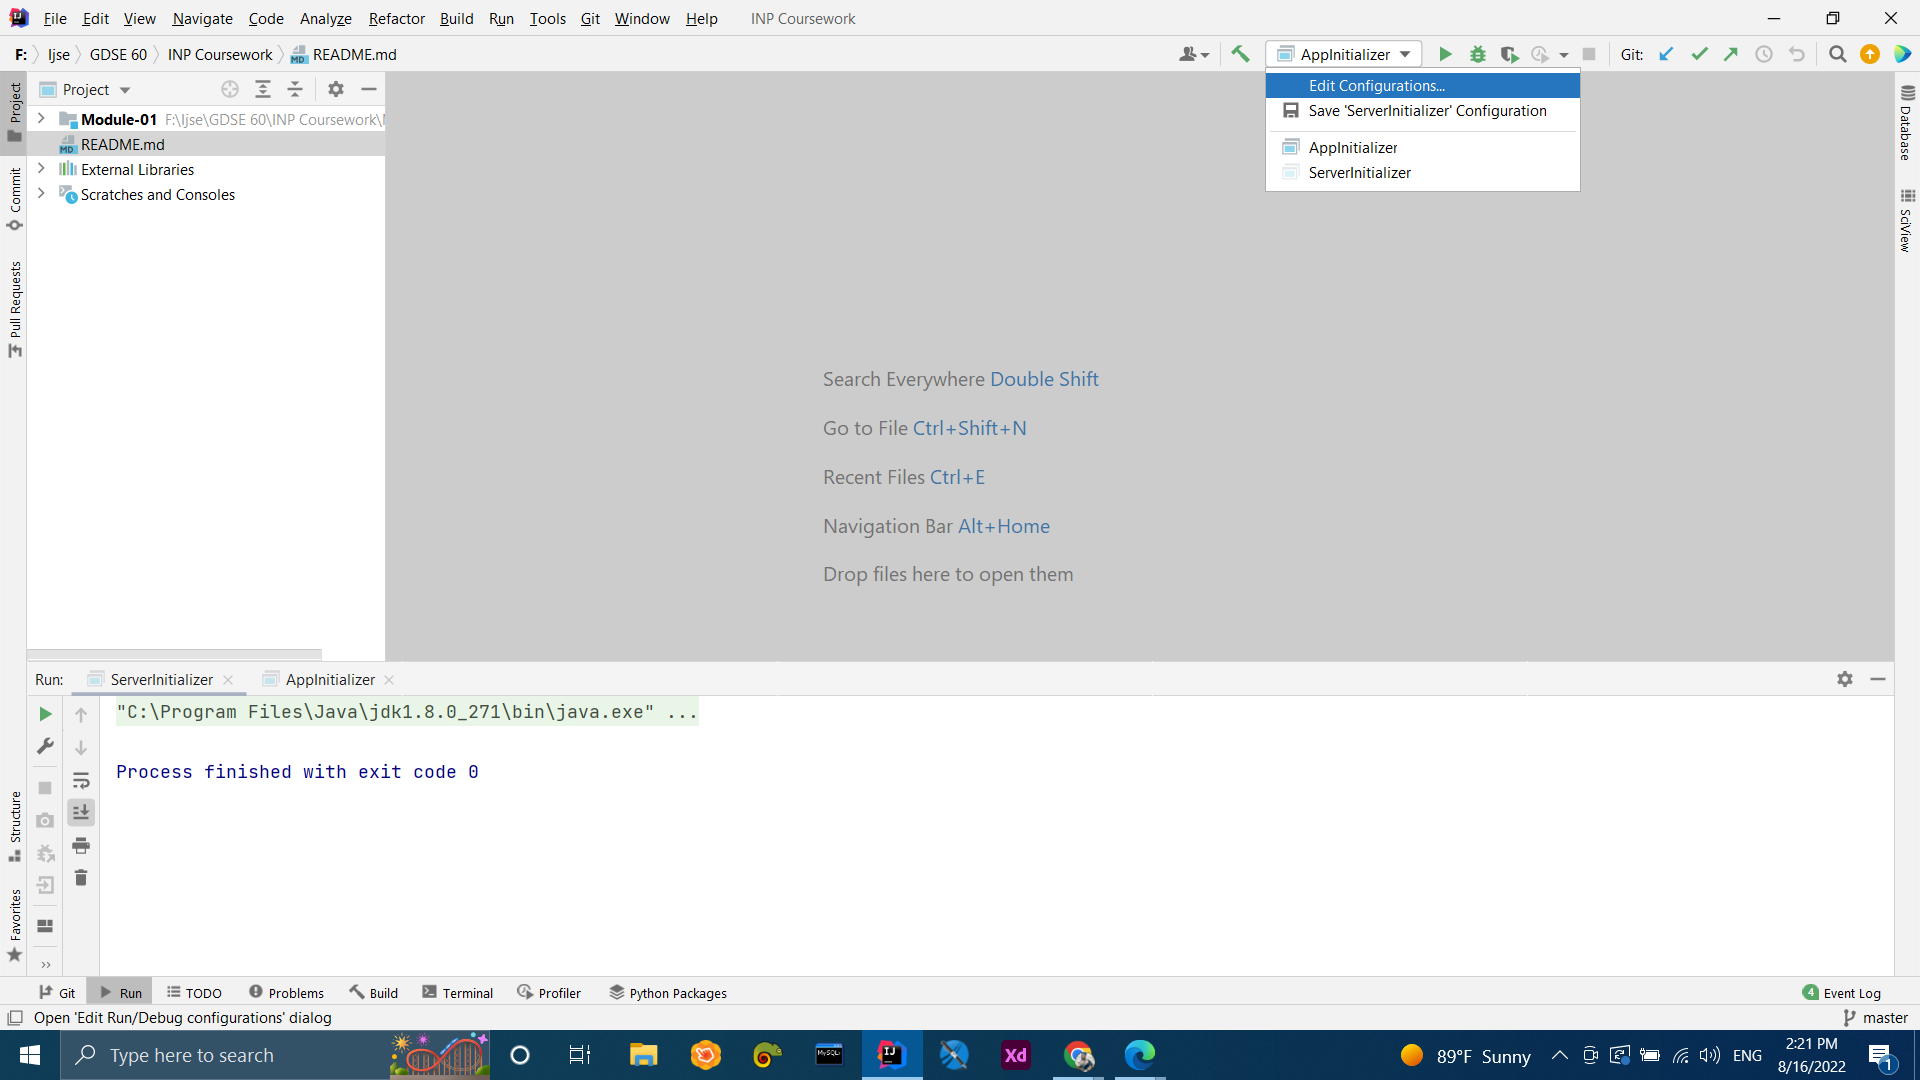 File Edit View Navigate Code Analyze Refactor Build Run Tools Git Window Help INP Coursework
F: Ijse GDSE 60 INP Coursework README.md
AppInitializer
Git:
Edit Configurations...
Save 'ServerInitializer' Configuration
AppInitializer
ServerInitializer
Project
Module-01 F:\Ijse\GDSE 60\INP Coursework\
README.md
External Libraries
Scratches and Consoles
Project
Commit
Pull Requests
Structure
Favorites
Database
SciView
Search Everywhere Double Shift
Go to File Ctrl+Shift+N
Recent Files Ctrl+E
Navigation Bar Alt+Home
Drop files here to open them
Run: ServerInitializer AppInitializer
"C:\Program Files\Java\jdk1.8.0_271\bin\java.exe" ...
Process finished with exit code 0
Git Run TODO Problems Build Terminal Profiler Python Packages 4 Event Log
Open 'Edit Run/Debug configurations' dialog master
Type here to search
MySQL
IJ
Xd
89°F Sunny
ENG
2:21 PM
8/16/2022
1